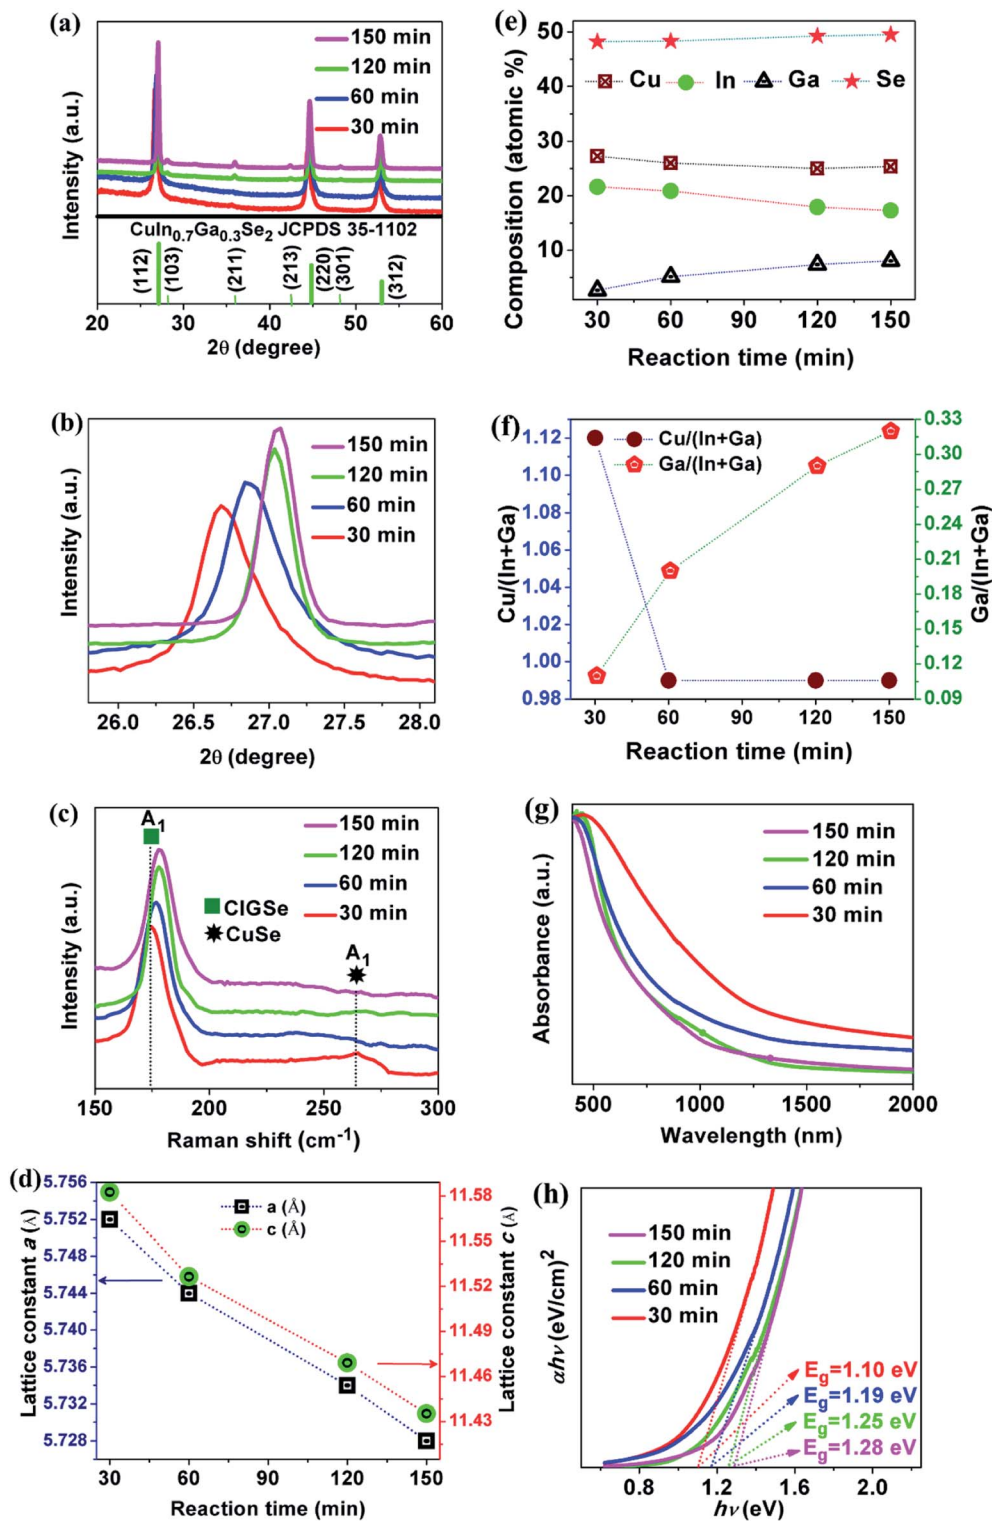 (a)
150 min
120 min
60 min
30 min
Intensity (a.u.)
CuIn0.7Ga0.3Se2 JCPDS 35-1102
(112)
(103)
(211)
(213)
(220)
(301)
(312)
20 30 40 50 60
2θ (degree)
(e)
50
40
30
20
10
Cu In Ga Se
Composition (atomic %)
30 60 90 120 150
Reaction time (min)
(b)
150 min
120 min
60 min
30 min
Intensity (a.u.)
26.0 26.5 27.0 27.5 28.0
2θ (degree)
(f)
Cu/(In+Ga)
Ga/(In+Ga)
1.12
1.10
1.08
1.06
1.04
1.02
1.00
0.98
Cu/(In+Ga)
0.33
0.30
0.27
0.24
0.21
0.18
0.15
0.12
0.09
Ga/(In+Ga)
30 60 90 120 150
Reaction time (min)
(c)
A1
150 min
120 min
60 min
30 min
CIGSe
CuSe
A1
Intensity (a.u.)
150 200 250 300
Raman shift (cm-1)
(g)
150 min
120 min
60 min
30 min
Absorbance (a.u.)
500 1000 1500 2000
Wavelength (nm)
(d)
5.756
5.752
5.748
5.744
5.740
5.736
5.732
5.728
Lattice constant a (Å)
a (Å)
c (Å)
11.58
11.55
11.52
11.49
11.46
11.43
Lattice constant c (Å)
30 60 90 120 150
Reaction time (min)
(h)
150 min
120 min
60 min
30 min
αhν (eV/cm)2
Eg=1.10 eV
Eg=1.19 eV
Eg=1.25 eV
Eg=1.28 eV
0.8 1.2 1.6 2.0
hν (eV)